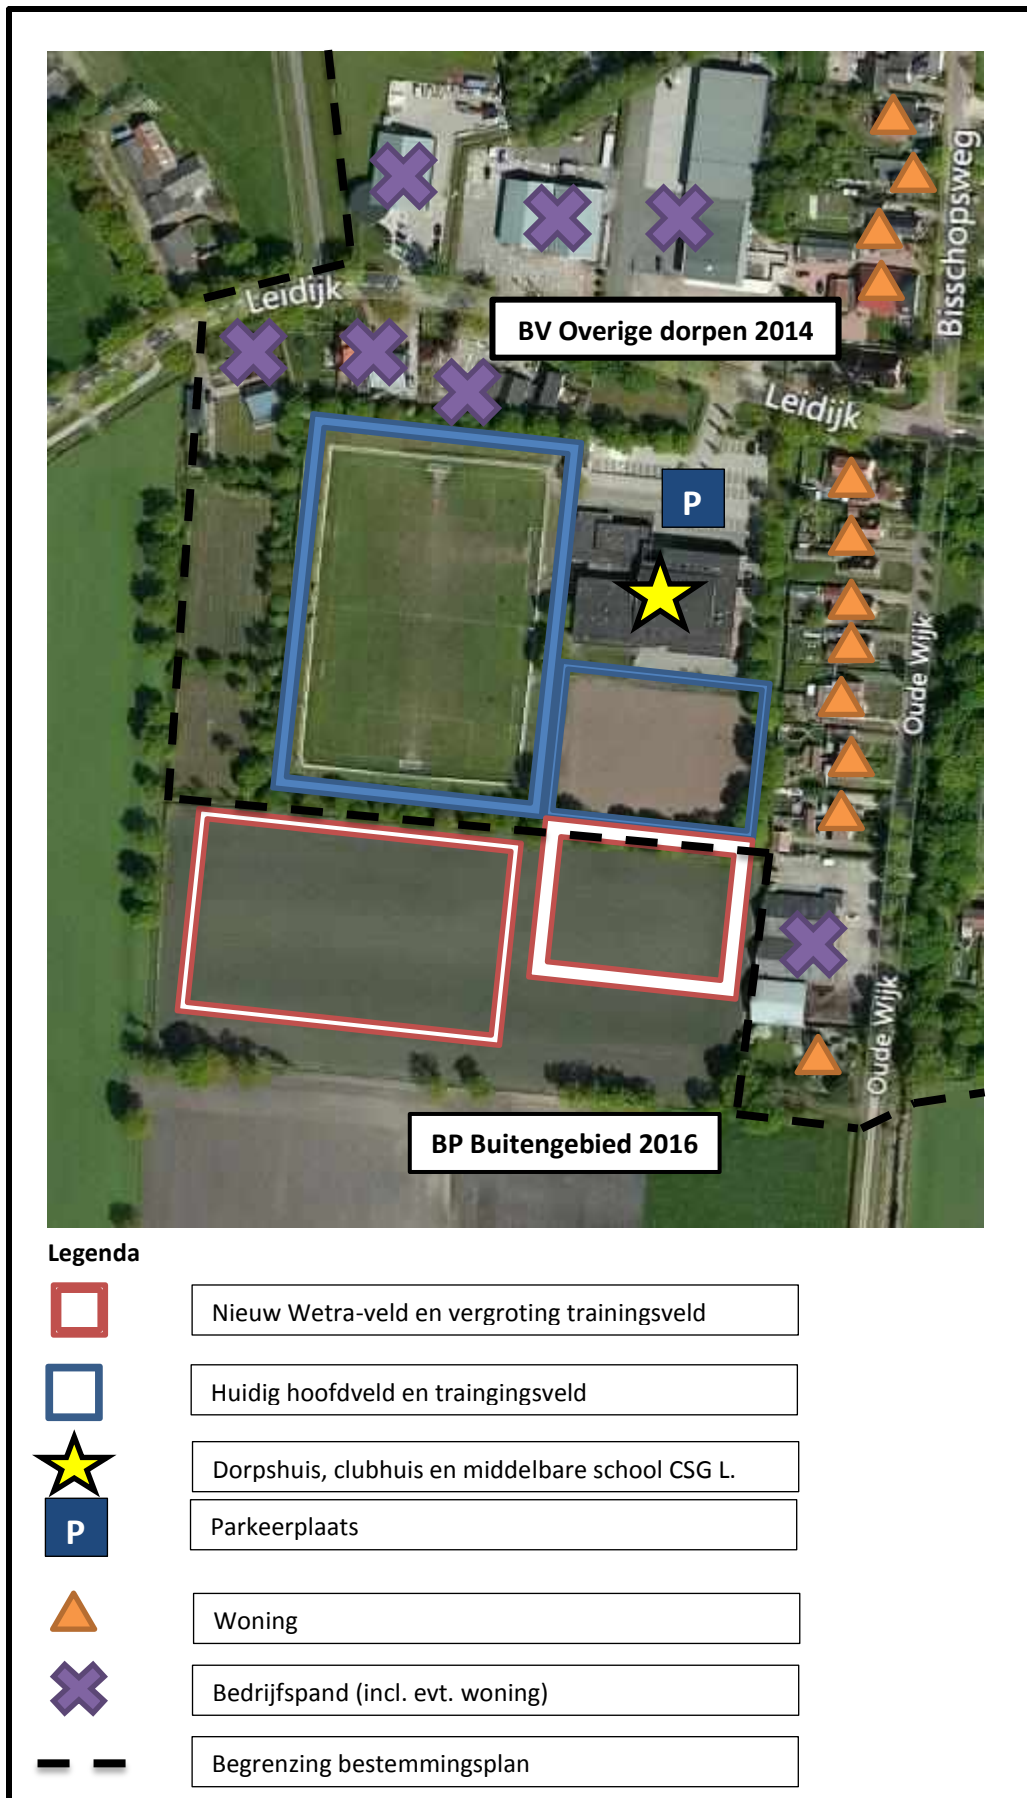 Bisschopsweg
Leidijk
BV Overige dorpen 2014
Leidijk
P
Oude Wijk
Oude Wijk
BP Buitengebied 2016
Legenda
Nieuw Wetra-veld en vergroting trainingsveld
Huidig hoofdveld en traingingsveld
Dorpshuis, clubhuis en middelbare school CSG L.
P
Parkeerplaats
Woning
Bedrijfspand (incl. evt. woning)
Begrenzing bestemmingsplan